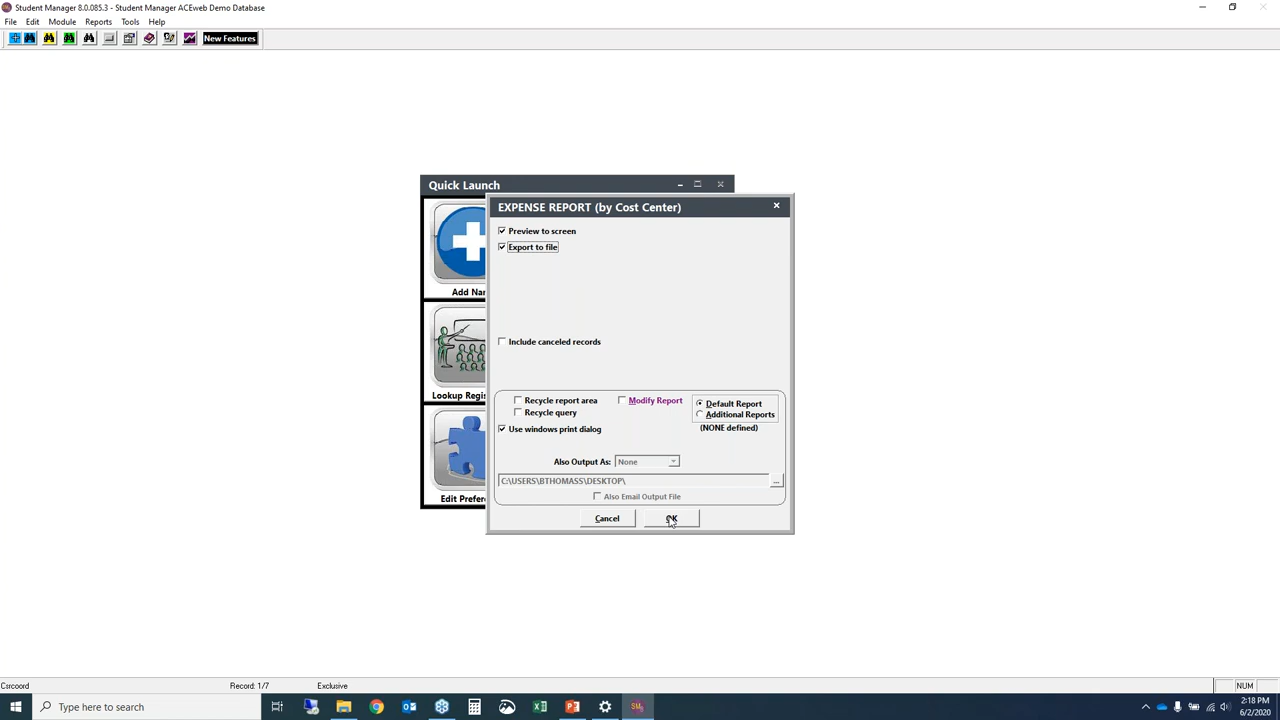 Student Manager 8.0.085.3 - Student Manager ACEweb Demo Database
File Edit Module Reports Tools Help
New Features
Quick Launch
EXPENSE REPORT (by Cost Center)
Preview to screen
Export to file
Add Nar
Include canceled records
Lookup Regis
Recycle report area
Modify Report
Default Report
Recycle query
Additional Reports
Use windows print dialog
(NONE defined)
Also Output As: None
C:\USERS\BTHOMASS\DESKTOP\
...
Edit Prefer
Also Email Output File
Cancel
OK
Csrcoord
Record: 1/7
Exclusive
NUM
Type here to search
2:18 PM
6/2/2020